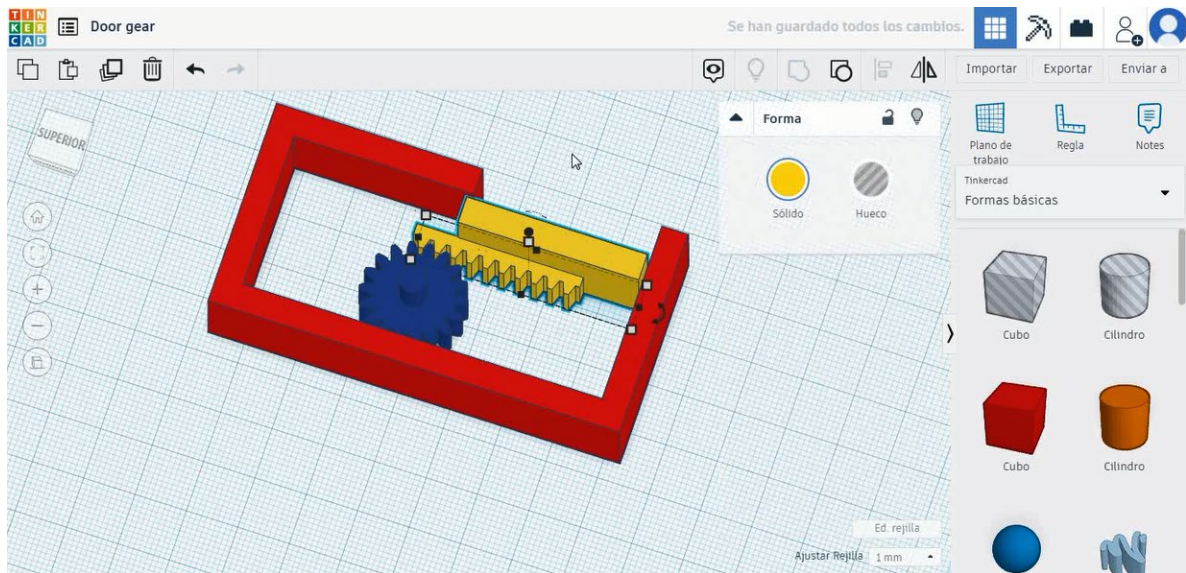 TIN
KER
CAD
Door gear
Se han guardado todos los cambios.
Importar
Exportar
Enviar a
SUPERIOR
Forma
Sólido
Hueco
Plano de
trabajo
Regla
Notes
Tinkercad
Formas básicas
Cubo
Cilindro
Cubo
Cilindro
Ed. rejilla
Ajustar Rejilla
1 mm